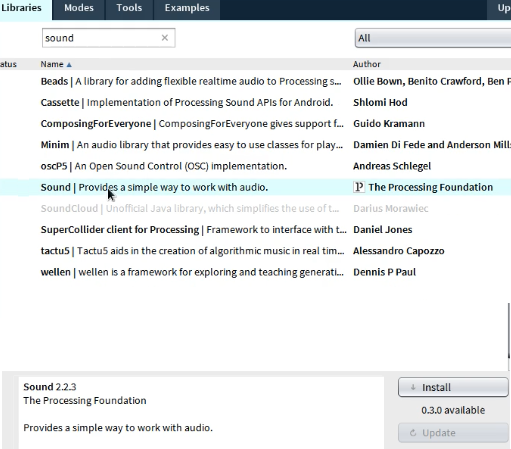 Libraries Modes Tools Examples Up
sound × All
atus Name Author
Beads | A library for adding flexible realtime audio to Processing s... Ollie Bown, Benito Crawford, Ben P
Cassette | Implementation of Processing Sound APIs for Android. Shlomi Hod
ComposingForEveryone | ComposingForEveryone gives support f... Guido Kramann
Minim | An audio library that provides easy to use classes for play... Damien Di Fede and Anderson Mills
oscP5 | An Open Sound Control (OSC) implementation. Andreas Schlegel
Sound | Provides a simple way to work with audio. P The Processing Foundation
SoundCloud | Unofficial Java library, which simplifies the use of t... Darius Morawiec
SuperCollider client for Processing | Framework to interface with t... Daniel Jones
tactu5 | Tactu5 aids in the creation of algorithmic music in real tim... Alessandro Capozzo
wellen | wellen is a framework for exploring and teaching generati... Dennis P Paul
Sound 2.2.3
The Processing Foundation
Provides a simple way to work with audio.
Install
0.3.0 available
Update